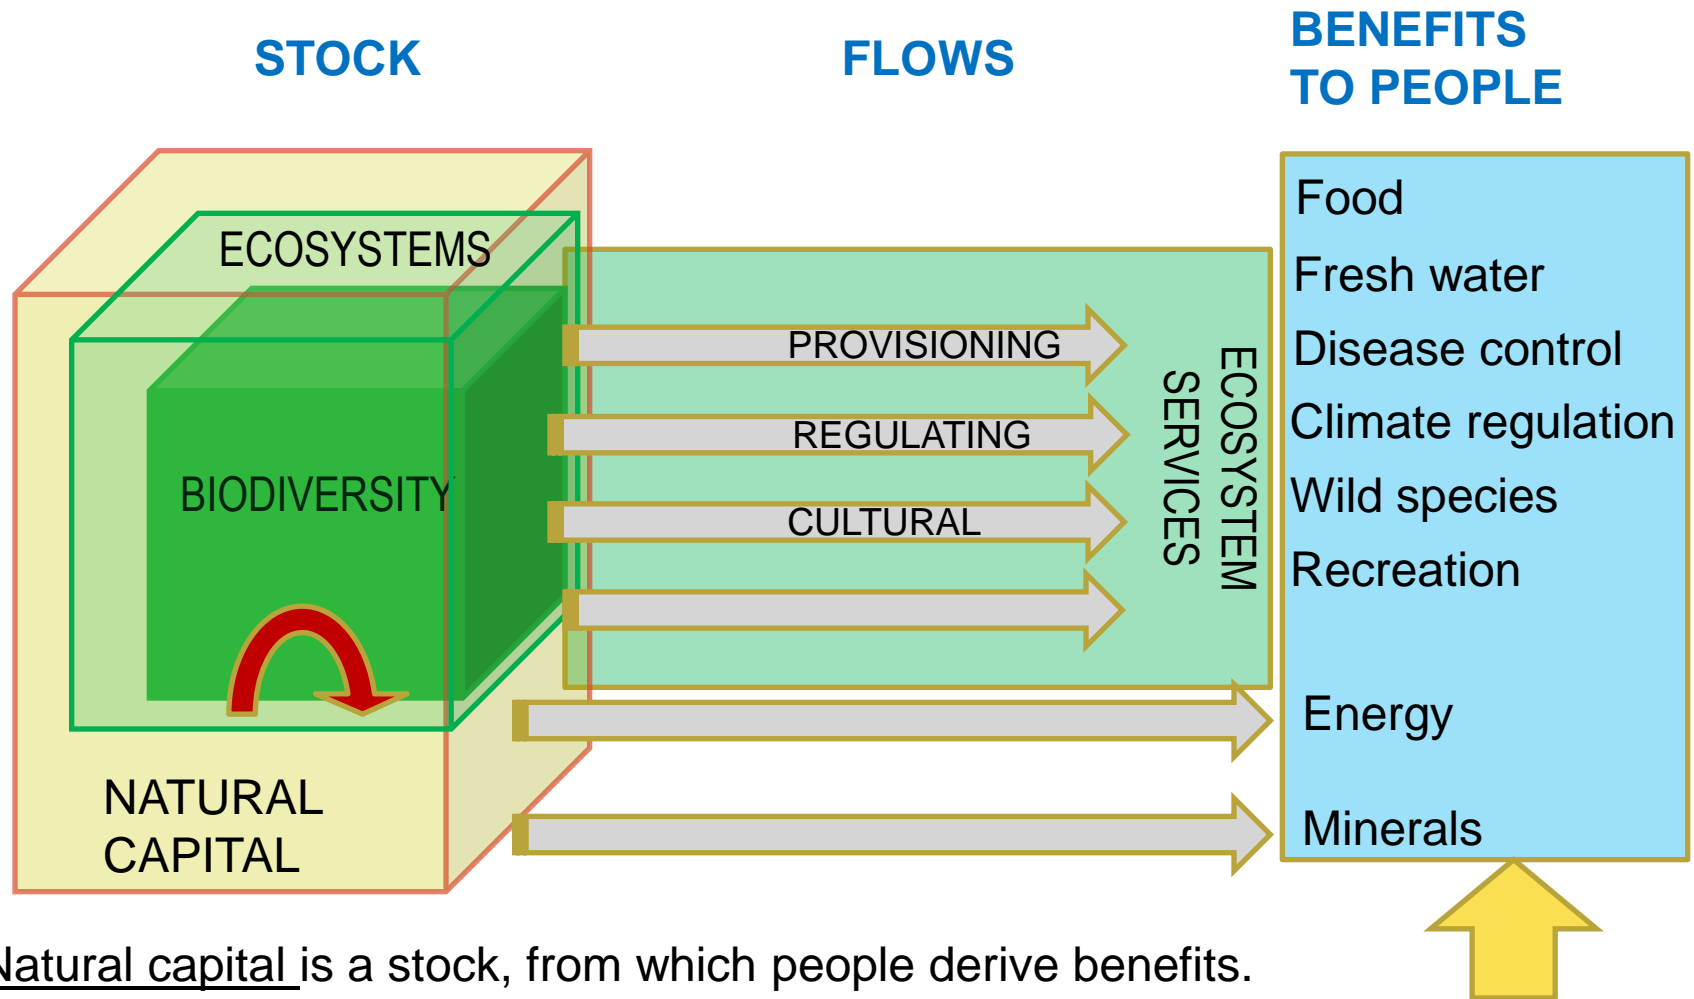 STOCK
FLOWS
BENEFITS
TO PEOPLE
ECOSYSTEMS
BIODIVERSITY
NATURAL
CAPITAL
PROVISIONING
REGULATING
CULTURAL
ECOSYSTEM
SERVICES
Food
Fresh water
Disease control
Climate regulation
Wild species
Recreation
Energy
Minerals
Natural capital is a stock, from which people derive benefits.